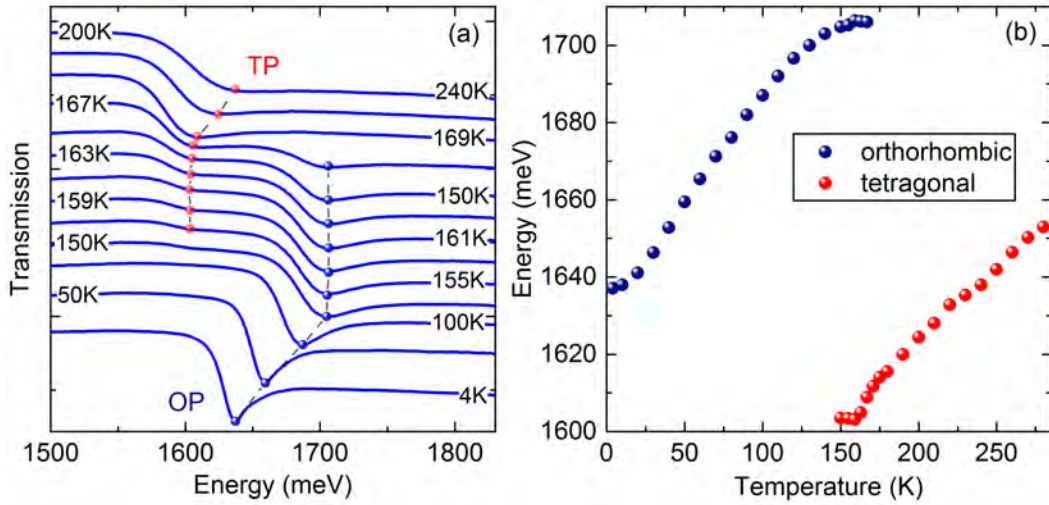 (a)
200K
TP
240K
167K
169K
163K
150K
159K
161K
150K
155K
50K
100K
OP
4K
1500
1600
1700
1800
Energy (meV)
Transmission
(b)
1700
1680
1660
1640
1620
1600
orthorhombic
tetragonal
0
50
100
150
200
250
Temperature (K)
Energy (meV)